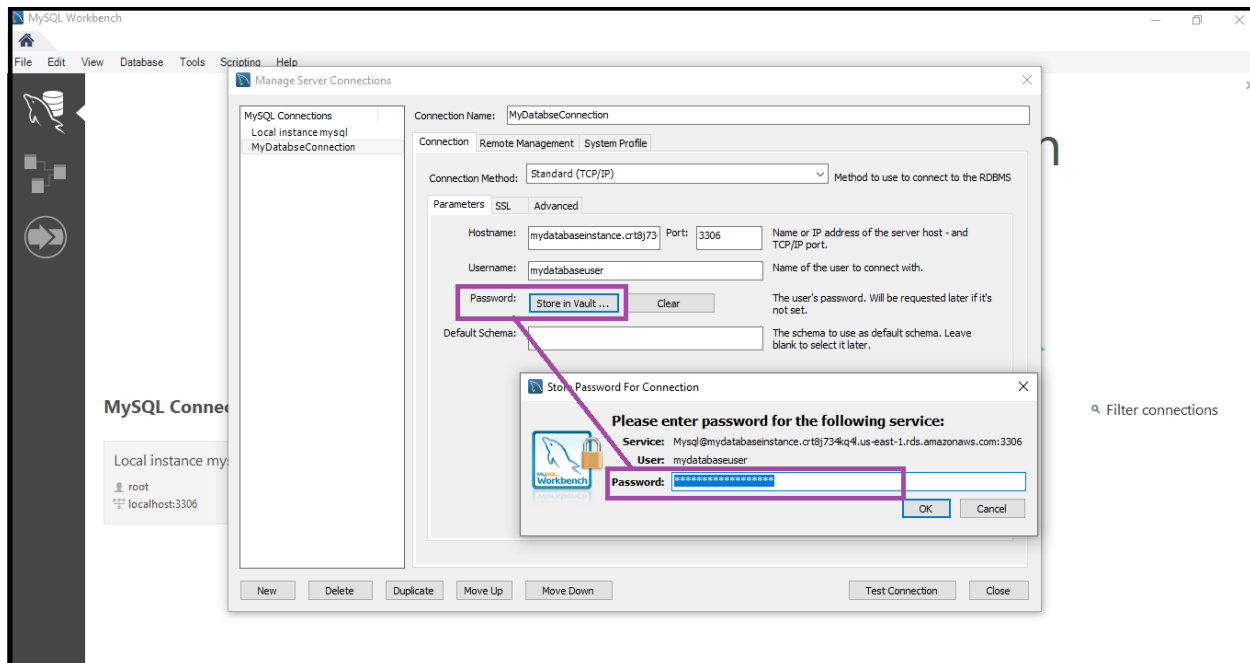 MySQL Workbench
File Edit View Database Tools Scripting Help
Manage Server Connections
MySQL Connections
Local instance mysql
MyDatabseConnection
Connection Name: MyDatabseConnection
Connection Remote Management System Profile
Connection Method: Standard (TCP/IP) Method to use to connect to the RDBMS
Parameters SSL Advanced
Hostname: mydatabaseinstance.crt8j73 Port: 3306 Name or IP address of the server host - and
TCP/IP port.
Username: mydatabaseuser Name of the user to connect with.
Password: Store in Vault ... Clear The user's password. Will be requested later if it's
not set.
Default Schema: The schema to use as default schema. Leave
blank to select it later.
Store Password For Connection
Please enter password for the following service:
Service: Mysql@mydatabaseinstance.crt8j734kq4l.us-east-1.rds.amazonaws.com:3306
User: mydatabaseuser
Password: ******************
MySQL
Workbench
OK Cancel
MySQL Connec
Filter connections
Local instance mys
root
localhost:3306
New Delete Duplicate Move Up Move Down Test Connection Close